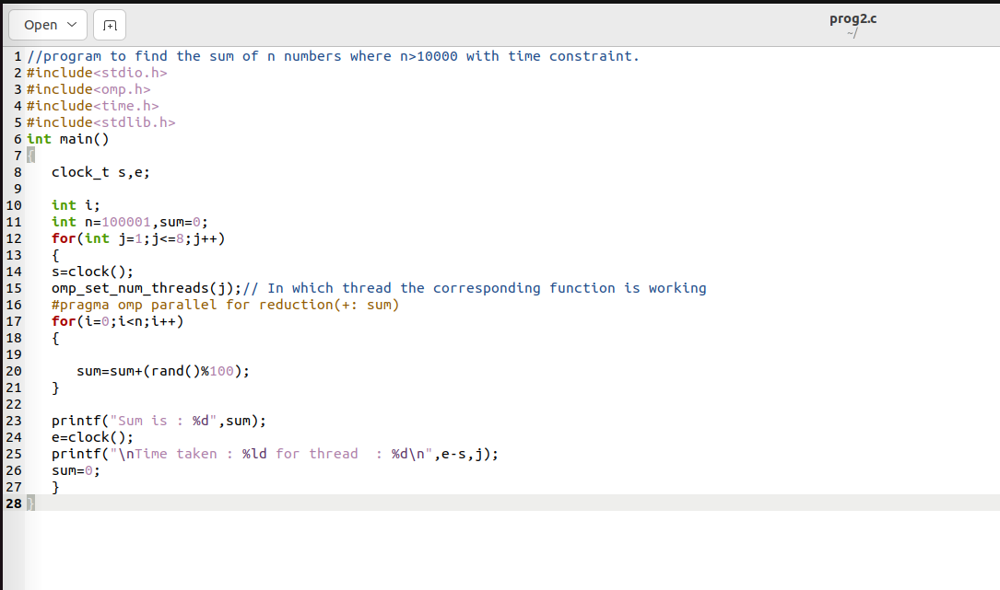 Open
prog2.c
~/
1 //program to find the sum of n numbers where n>10000 with time constraint.
2 #include<stdio.h>
3 #include<omp.h>
4 #include<time.h>
5 #include<stdlib.h>
6 int main()
7 {
8    clock_t s,e;
9
10    int i;
11    int n=100001,sum=0;
12    for(int j=1;j<=8;j++)
13    {
14    s=clock();
15    omp_set_num_threads(j);// In which thread the corresponding function is working
16    #pragma omp parallel for reduction(+: sum)
17    for(i=0;i<n;i++)
18    {
19
20       sum=sum+(rand()%100);
21    }
22
23    printf("Sum is : %d",sum);
24    e=clock();
25    printf("\nTime taken : %ld for thread  : %d\n",e-s,j);
26    sum=0;
27    }
28 }